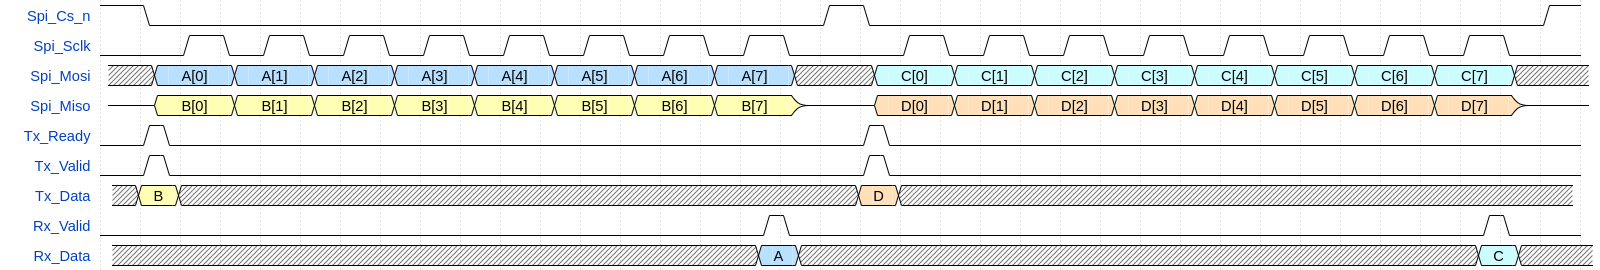 Spi_Cs_n
Spi_Sclk
Spi_Mosi A[0] A[1] A[2] A[3] A[4] A[5] A[6] A[7] C[0] C[1] C[2] C[3] C[4] C[5] C[6] C[7]
Spi_Miso B[0] B[1] B[2] B[3] B[4] B[5] B[6] B[7] D[0] D[1] D[2] D[3] D[4] D[5] D[6] D[7]
Tx_Ready
Tx_Valid
Tx_Data B D
Rx_Valid
Rx_Data A C